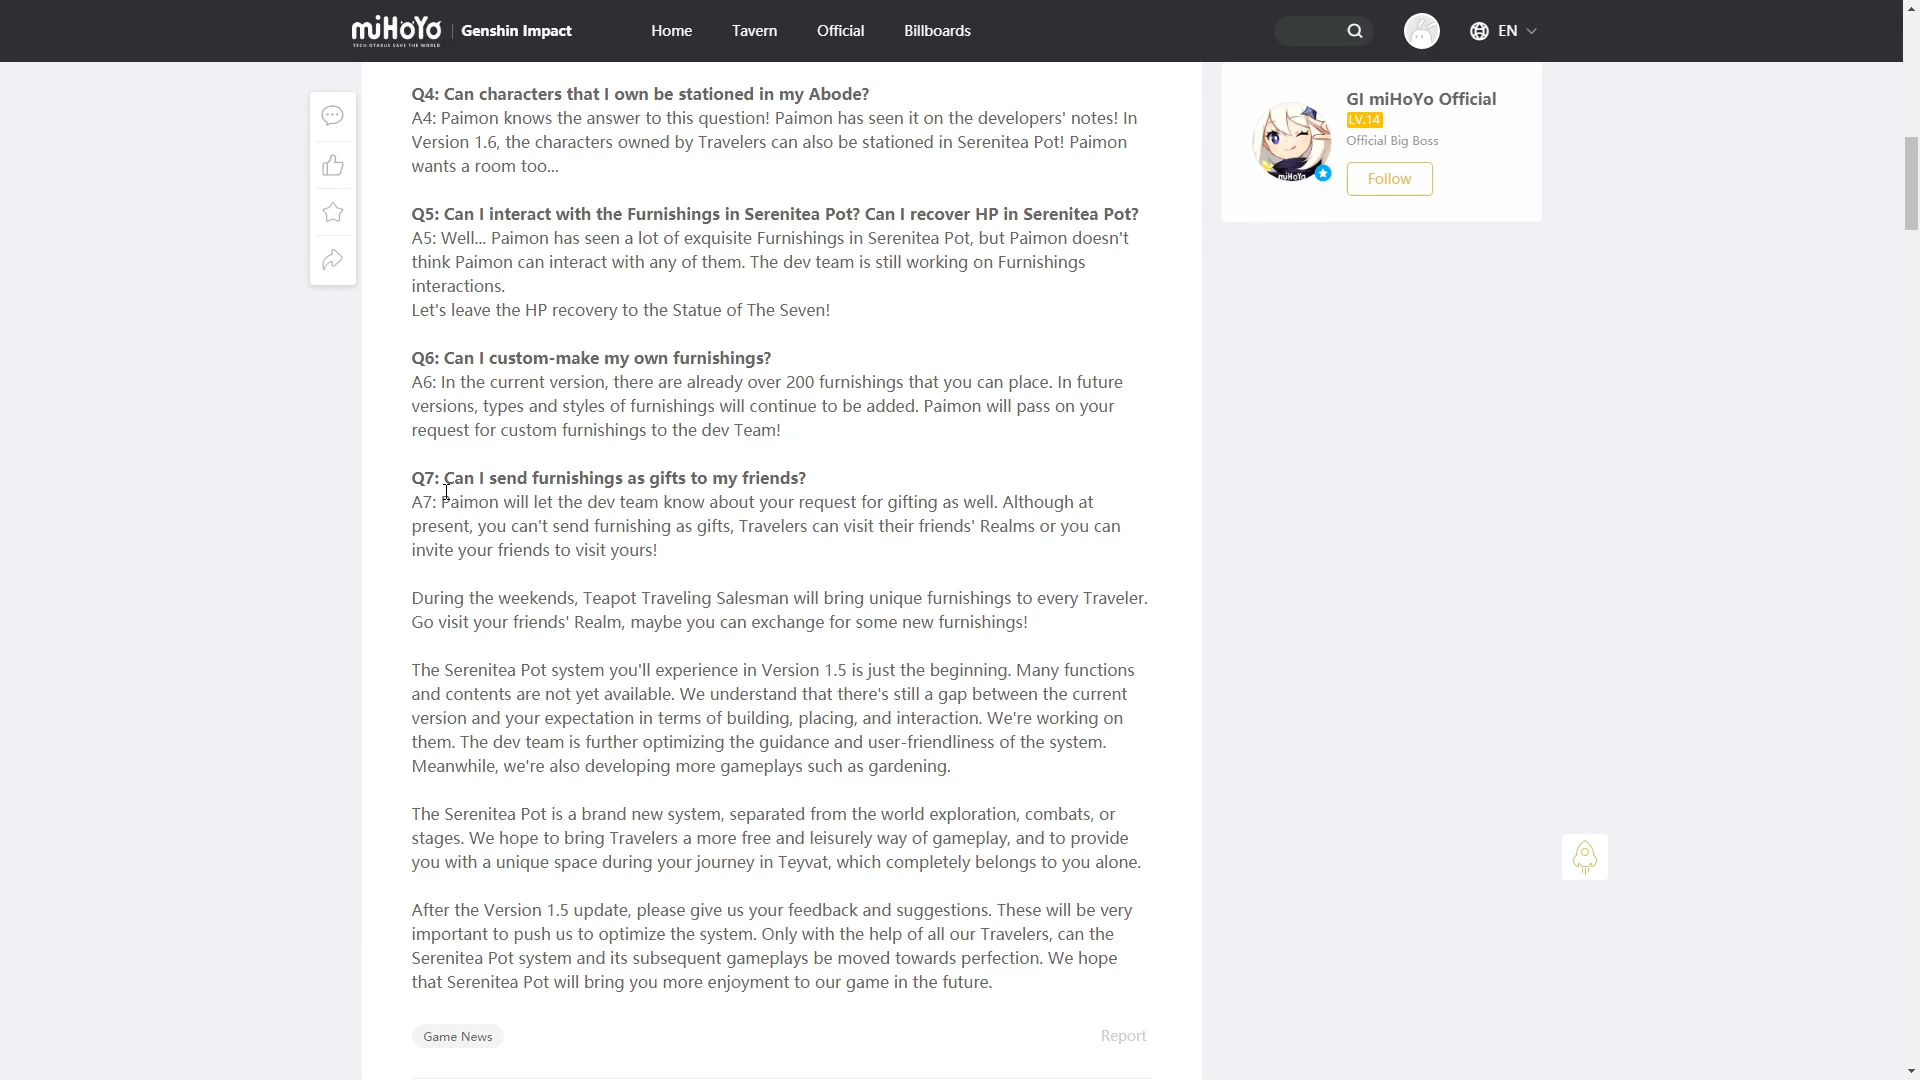 miHoYo
TECH OTAKUS SAVE THE WORLD
Genshin Impact
Home
Tavern
Official
Billboards
EN
Q4: Can characters that I own be stationed in my Abode?
A4: Paimon knows the answer to this question! Paimon has seen it on the developers' notes! In
Version 1.6, the characters owned by Travelers can also be stationed in Serenitea Pot! Paimon
wants a room too...
Q5: Can I interact with the Furnishings in Serenitea Pot? Can I recover HP in Serenitea Pot?
A5: Well... Paimon has seen a lot of exquisite Furnishings in Serenitea Pot, but Paimon doesn't
think Paimon can interact with any of them. The dev team is still working on Furnishings
interactions.
Let's leave the HP recovery to the Statue of The Seven!
Q6: Can I custom-make my own furnishings?
A6: In the current version, there are already over 200 furnishings that you can place. In future
versions, types and styles of furnishings will continue to be added. Paimon will pass on your
request for custom furnishings to the dev Team!
Q7: Can I send furnishings as gifts to my friends?
A7: Paimon will let the dev team know about your request for gifting as well. Although at
present, you can't send furnishing as gifts, Travelers can visit their friends' Realms or you can
invite your friends to visit yours!
During the weekends, Teapot Traveling Salesman will bring unique furnishings to every Traveler.
Go visit your friends' Realm, maybe you can exchange for some new furnishings!
The Serenitea Pot system you'll experience in Version 1.5 is just the beginning. Many functions
and contents are not yet available. We understand that there's still a gap between the current
version and your expectation in terms of building, placing, and interaction. We're working on
them. The dev team is further optimizing the guidance and user-friendliness of the system.
Meanwhile, we're also developing more gameplays such as gardening.
The Serenitea Pot is a brand new system, separated from the world exploration, combats, or
stages. We hope to bring Travelers a more free and leisurely way of gameplay, and to provide
you with a unique space during your journey in Teyvat, which completely belongs to you alone.
After the Version 1.5 update, please give us your feedback and suggestions. These will be very
important to push us to optimize the system. Only with the help of all our Travelers, can the
Serenitea Pot system and its subsequent gameplays be moved towards perfection. We hope
that Serenitea Pot will bring you more enjoyment to our game in the future.
Game News
Report
GI miHoYo Official
LV.14
Official Big Boss
miHoYo
Follow